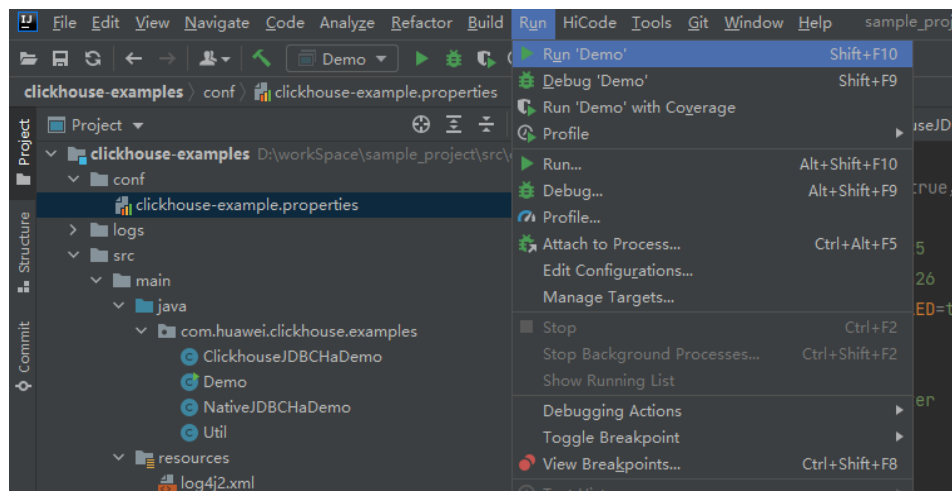 File Edit View Navigate Code Analyze Refactor Build Run HiCode Tools Git Window Help sample_proj
Demo
Run 'Demo' Shift+F10
clickhouse-examples conf clickhouse-example.properties
Debug 'Demo' Shift+F9
Run 'Demo' with Coverage
Project
Project
useJD
Profile
clickhouse-examples D:\workSpace\sample_project\src\
Run... Alt+Shift+F10
conf
Debug... Alt+Shift+F9
true,
clickhouse-example.properties
Profile...
logs
Attach to Process... Ctrl+Alt+F5
5
Structure
src
Edit Configurations...
26
main
Manage Targets...
ED=t
java
Stop Ctrl+F2
com.huawei.clickhouse.examples
Commit
ClickhouseJDBCHaDemo
Stop Background Processes... Ctrl+Shift+F2
Demo
Show Running List
NativeJDBCHaDemo
Debugging Actions
er
Util
Toggle Breakpoint
resources
View Breakpoints... Ctrl+Shift+F8
log4j2.xml